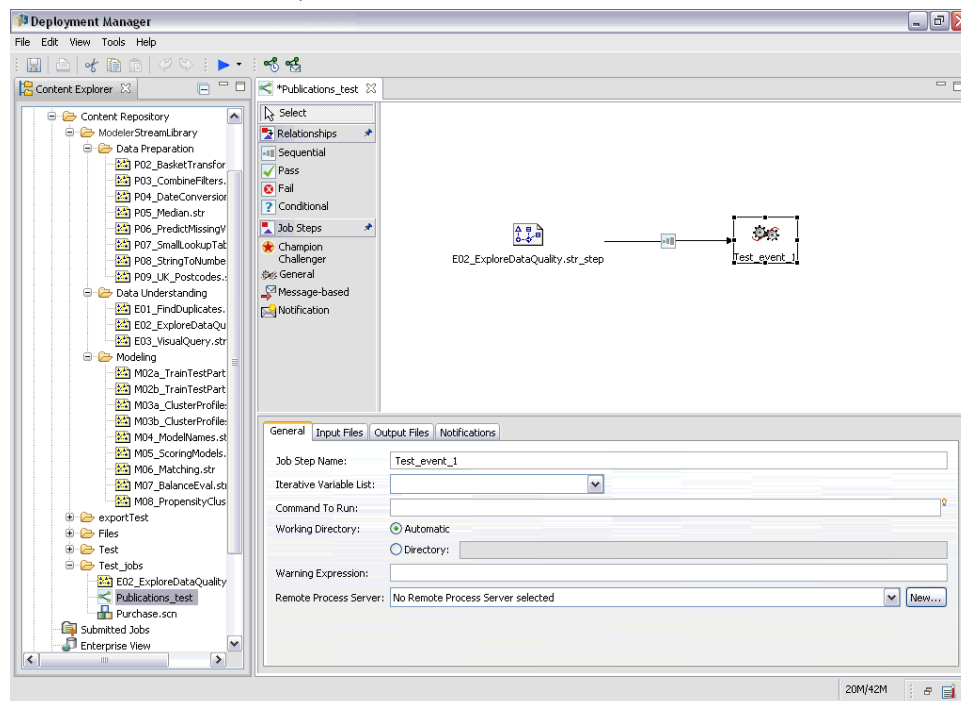 Deployment Manager
File Edit View Tools Help
Content Explorer
Content Repository
ModelerStreamLibrary
Data Preparation
P02_BasketTransfor
P03_CombineFilters.
P04_DateConversion
P05_Median.str
P06_PredictMissingV
P07_SmallLookupTab
P08_StringToNumbe
P09_UK_Postcodes.s
Data Understanding
E01_FindDuplicates.
E02_ExploreDataQu
E03_VisualQuery.str
Modeling
M02a_TrainTestPart
M02b_TrainTestPart
M03a_ClusterProfile
M03b_ClusterProfile
M04_ModelNames.st
M05_ScoringModels.
M06_Matching.str
M07_BalanceEval.str
M08_PropensityClus
exportTest
Files
Test
Test_jobs
E02_ExploreDataQuality
Publications_test
Purchase.scn
Submitted Jobs
Enterprise View
*Publications_test
Select
Relationships
Sequential
Pass
Fail
Conditional
Job Steps
Champion
Challenger
General
Message-based
Notification
E02_ExploreDataQuality.str_step
Test_event_1
General Input Files Output Files Notifications
Job Step Name: Test_event_1
Iterative Variable List:
Command To Run:
Working Directory: Automatic
Directory:
Warning Expression:
Remote Process Server: No Remote Process Server selected New...
20M/42M